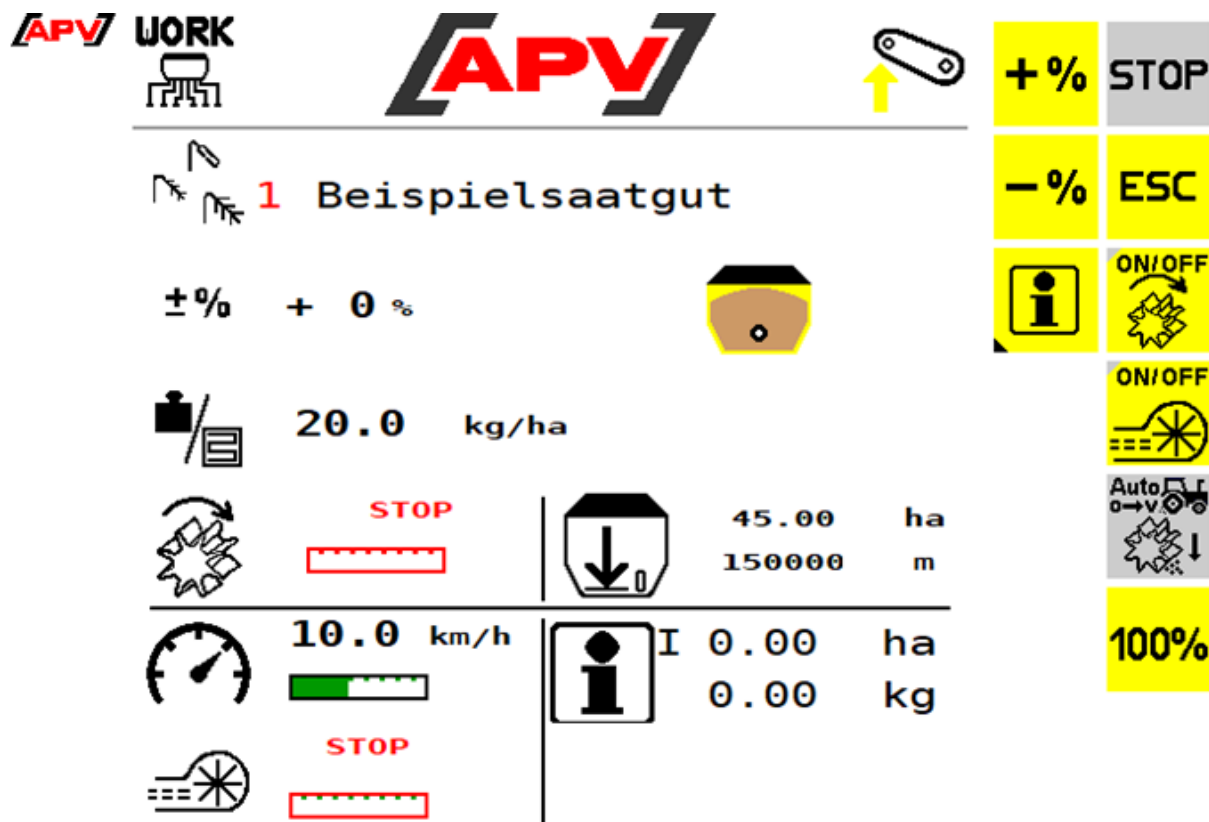 APV WORK
APV
+% STOP
1 Beispielsaatgut
-% ESC
±% + 0 %
ON/OFF
ON/OFF
20.0 kg/ha
STOP
45.00 ha
150000 m
Auto
0→V
10.0 km/h
I 0.00 ha
0.00 kg
100%
STOP